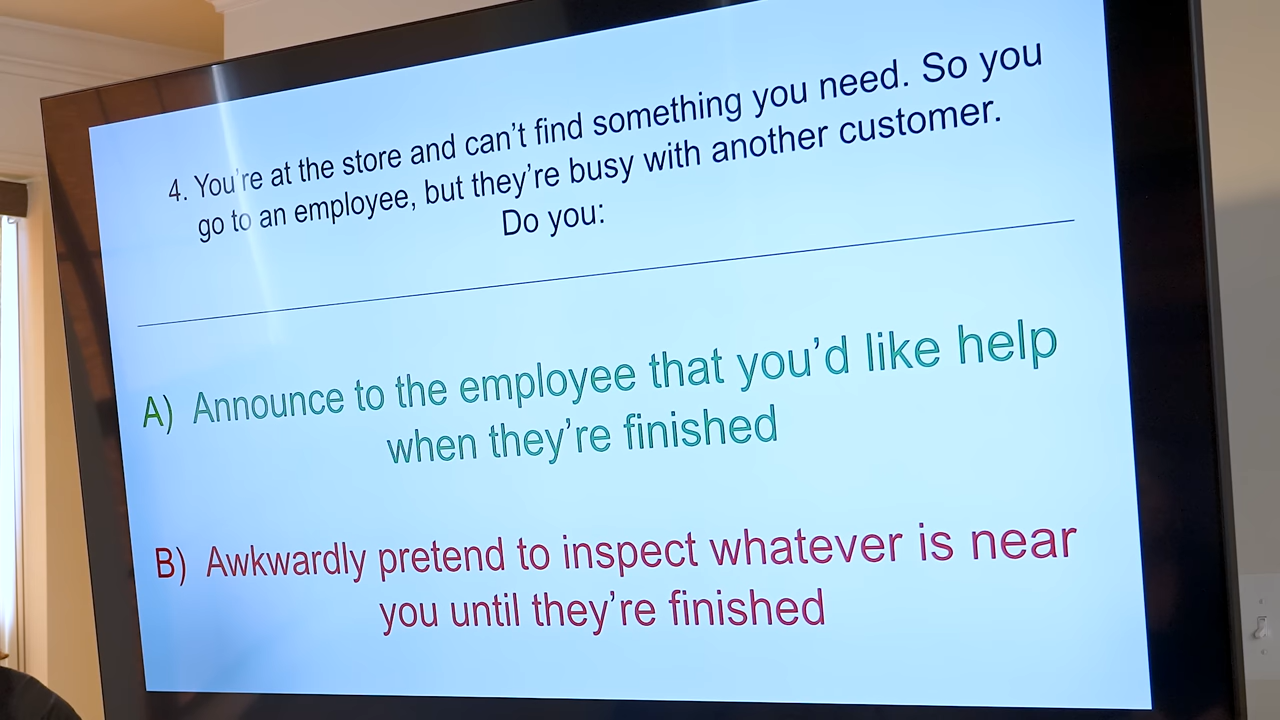 4. You're at the store and can't find something you need. So you
go to an employee, but they're busy with another customer.
Do you:
A) Announce to the employee that you'd like help
when they're finished
B) Awkwardly pretend to inspect whatever is near
you until they're finished